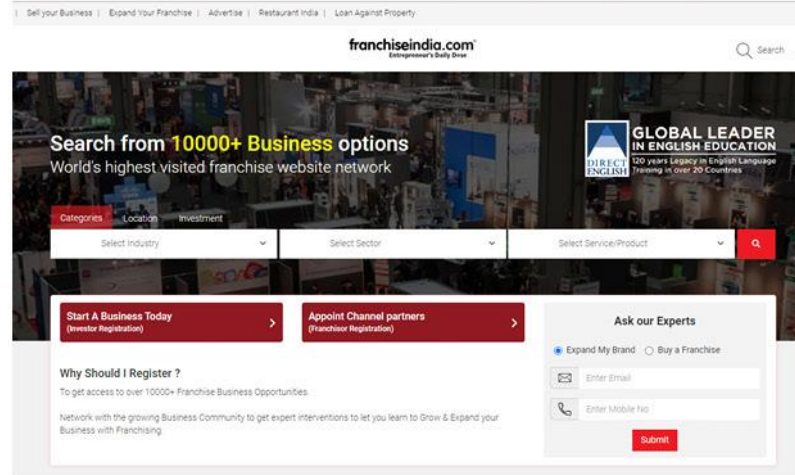 | Sell your Business | Expand Your Franchise | Advertise | Restaurant India | Loan Against Property
franchiseindia.com
Entrepreneur's Daily Dose
Search
Search from 10000+ Business options
World's highest visited franchise website network
DIRECT
ENGLISH
GLOBAL LEADER
IN ENGLISH EDUCATION
120 years Legacy in English Language
Training in over 20 Countries
Categories Location Investment
Select Industry Select Sector Select Service/Product
Start A Business Today
(Investor Registration)
Appoint Channel partners
(Franchisor Registration)
Why Should I Register ?
To get access to over 10000+ Franchise Business Opportunities.
Network with the growing Business Community to get expert interventions to let you learn to Grow & Expand your
Business with Franchising.
Ask our Experts
Expand My Brand Buy a Franchise
Enter Email
Enter Mobile No
Submit